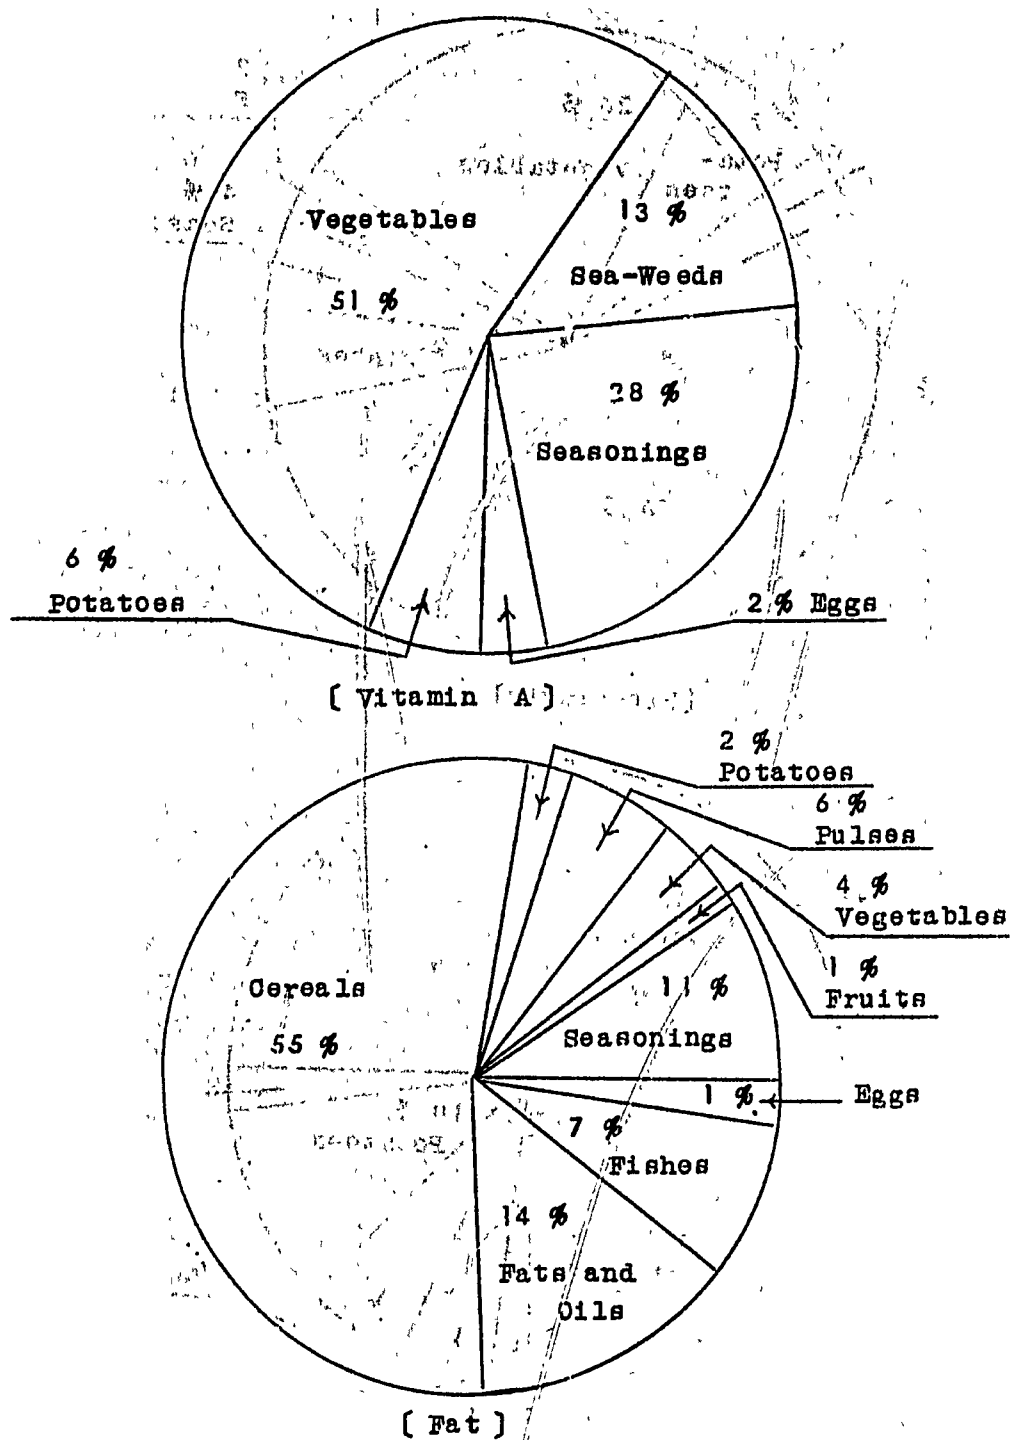 Vegetables
51 %
13 %
Sea-Weeds
28 %
Seasonings
6 %
Potatoes
2 % Eggs
[ Vitamin [ A ]
2 %
Potatoes
6 %
Pulses
4 %
Vegetables
1 %
Fruits
Cereals
55 %
11 %
Seasonings
1 %
Eggs
7 %
Fishes
14 %
Fats and
Oils
[ Fat ]